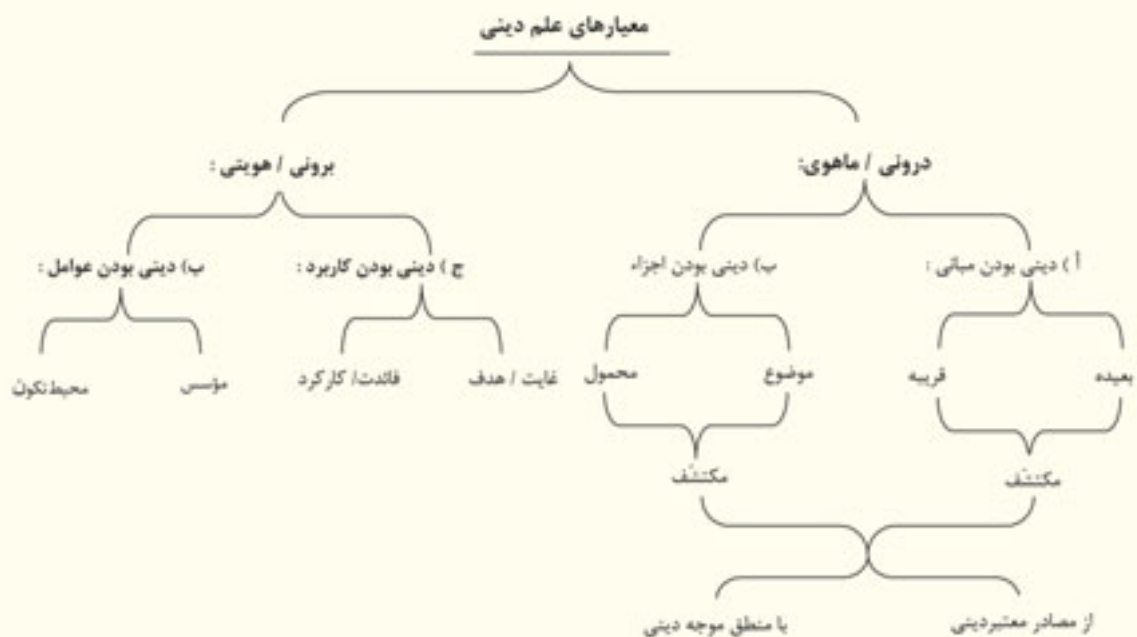 معیارهای علم دینی
درونی / ماهوی:
برونی / هویتی :
أ ) دینی بودن مبانی :
ب) دینی بودن اجزاء
ج ) دینی بودن کاربرد :
ب) دینی بودن عوامل :
بعیده
قریبه
موضوع
محمول
غایت / هدف
فائدت/ کارکرد
مؤسس
محیط تکون
مکتشَف
مکتشَف
از مصادر معتبردینی
با منطق موجه دینی